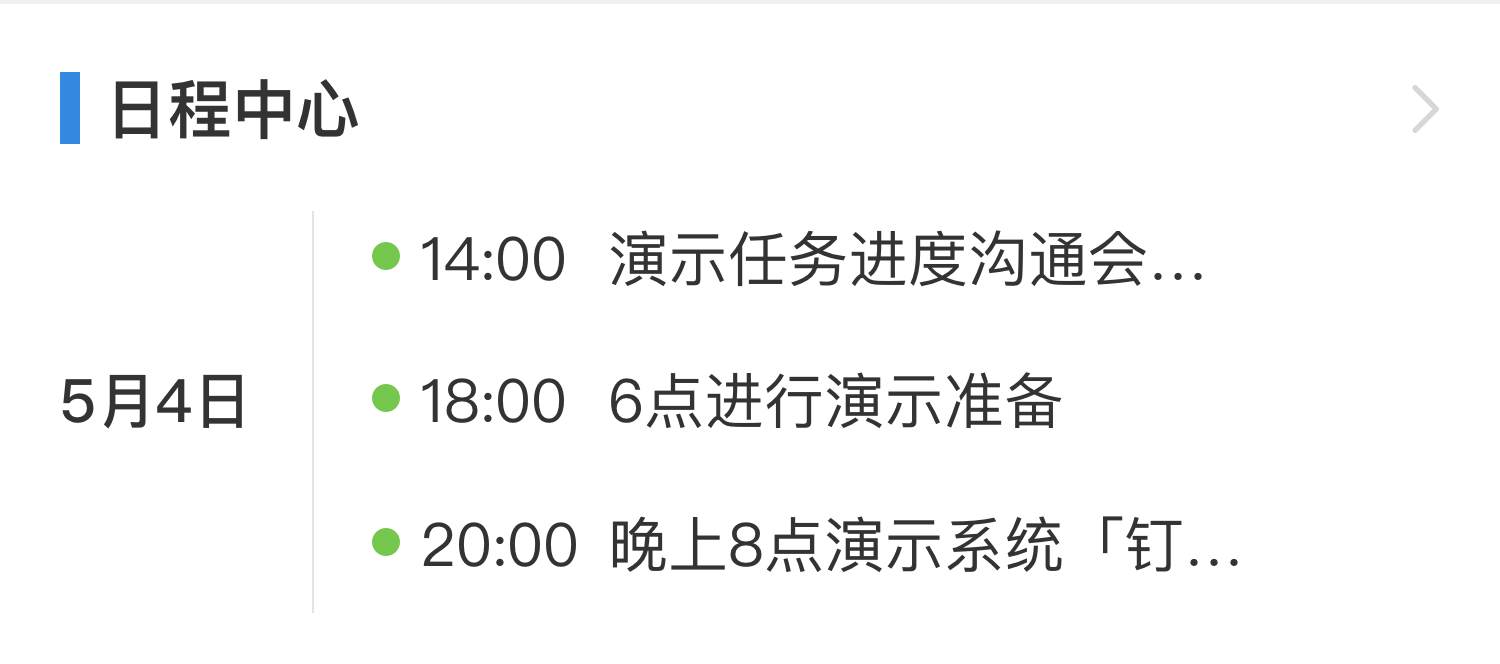 日程中心
14:00 演示任务进度沟通会...
5月4日
18:00 6点进行演示准备
20:00 晚上8点演示系统「钉...